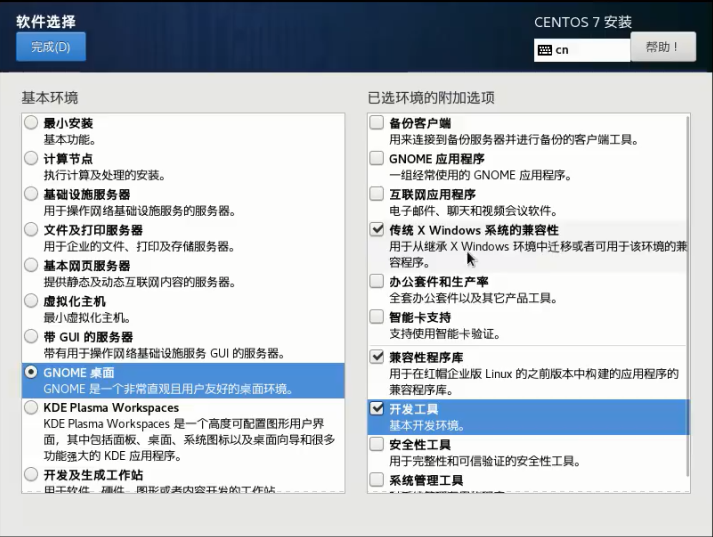 软件选择
完成(D)
CENTOS 7 安装
cn
帮助！
基本环境
最小安装
基本功能。
计算节点
执行计算及处理的安装。
基础设施服务器
用于操作网络基础设施服务的服务器。
文件及打印服务器
用于企业的文件、打印及存储服务器。
基本网页服务器
提供静态及动态互联网内容的服务器。
虚拟化主机
最小虚拟化主机。
带 GUI 的服务器
带有用于操作网络基础设施服务 GUI 的服务器。
GNOME 桌面
GNOME 是一个非常直观且用户友好的桌面环境。
KDE Plasma Workspaces
KDE Plasma Workspaces 是一个高度可配置图形用户界
面，其中包括面板、桌面、系统图标以及桌面向导和很多
功能强大的 KDE 应用程序。
开发及生成工作站
用于软件、硬件、图形或者内容开发的工作站
已选环境的附加选项
备份客户端
用来连接到备份服务器并进行备份的客户端工具。
GNOME 应用程序
一组经常使用的 GNOME 应用程序。
互联网应用程序
电子邮件、聊天和视频会议软件。
传统 X Windows 系统的兼容性
用于从继承 X Windows 环境中迁移或者可用于该环境的兼
容程序。
办公套件和生产率
全套办公套件以及其它产品工具。
智能卡支持
支持使用智能卡验证。
兼容性程序库
用于在红帽企业版 Linux 的之前版本中构建的应用程序的
兼容程序库。
开发工具
基本开发环境。
安全性工具
用于完整性和可信验证的安全性工具。
系统管理工具